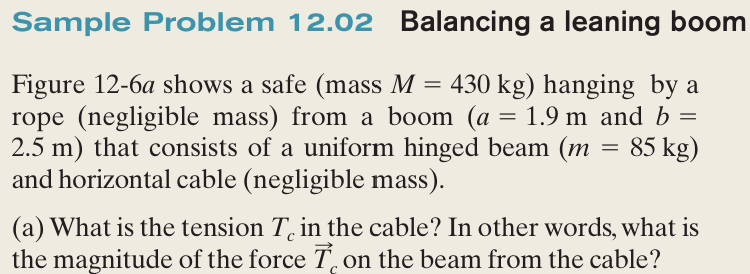 Sample Problem 12.02 Balancing a leaning boom
Figure 12-6a shows a safe (mass M = 430 kg) hanging by a
rope (negligible mass) from a boom (a = 1.9 m and b =
2.5 m) that consists of a uniform hinged beam (m = 85 kg)
and horizontal cable (negligible mass).
(a) What is the tension T_c in the cable? In other words, what is
the magnitude of the force T⃗_c on the beam from the cable?